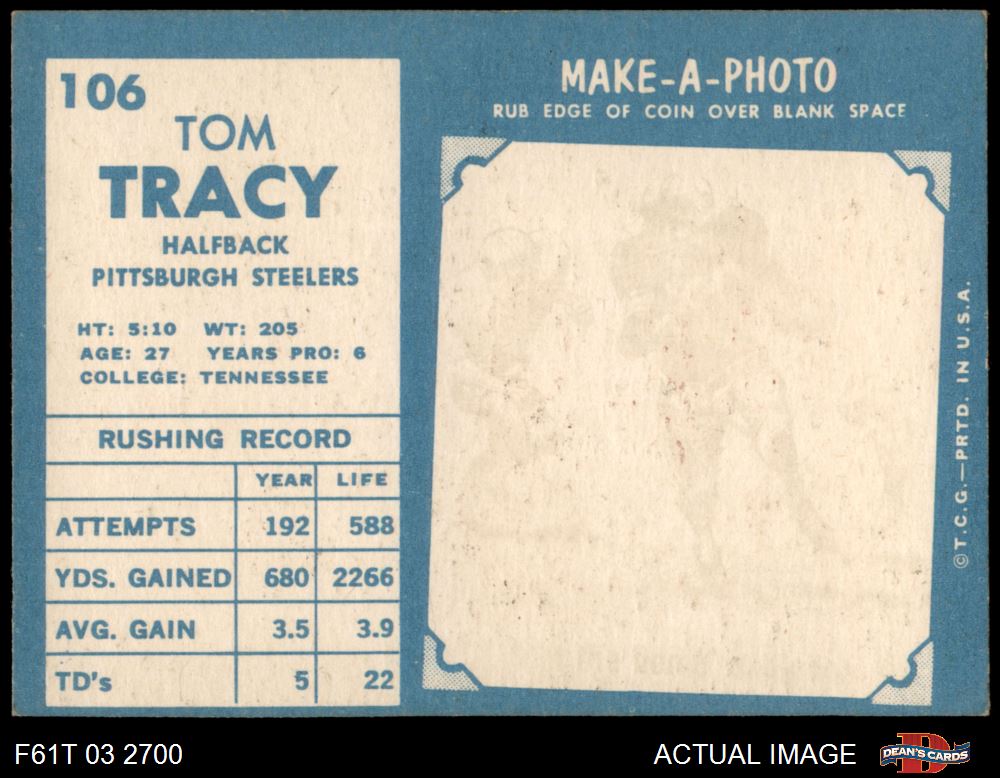 106
TOM
TRACY
HALFBACK
PITTSBURGH STEELERS
HT: 5:10 WT: 205
AGE: 27 YEARS PRO: 6
COLLEGE: TENNESSEE
RUSHING RECORD
YEAR LIFE
ATTEMPTS 192 588
YDS. GAINED 680 2266
AVG. GAIN 3.5 3.9
TD's 5 22
MAKE-A-PHOTO
RUB EDGE OF COIN OVER BLANK SPACE
© T.C.G.—PRTD. IN U.S.A.
F61T 03 2700
ACTUAL IMAGE
D
DEAN'S CARDS